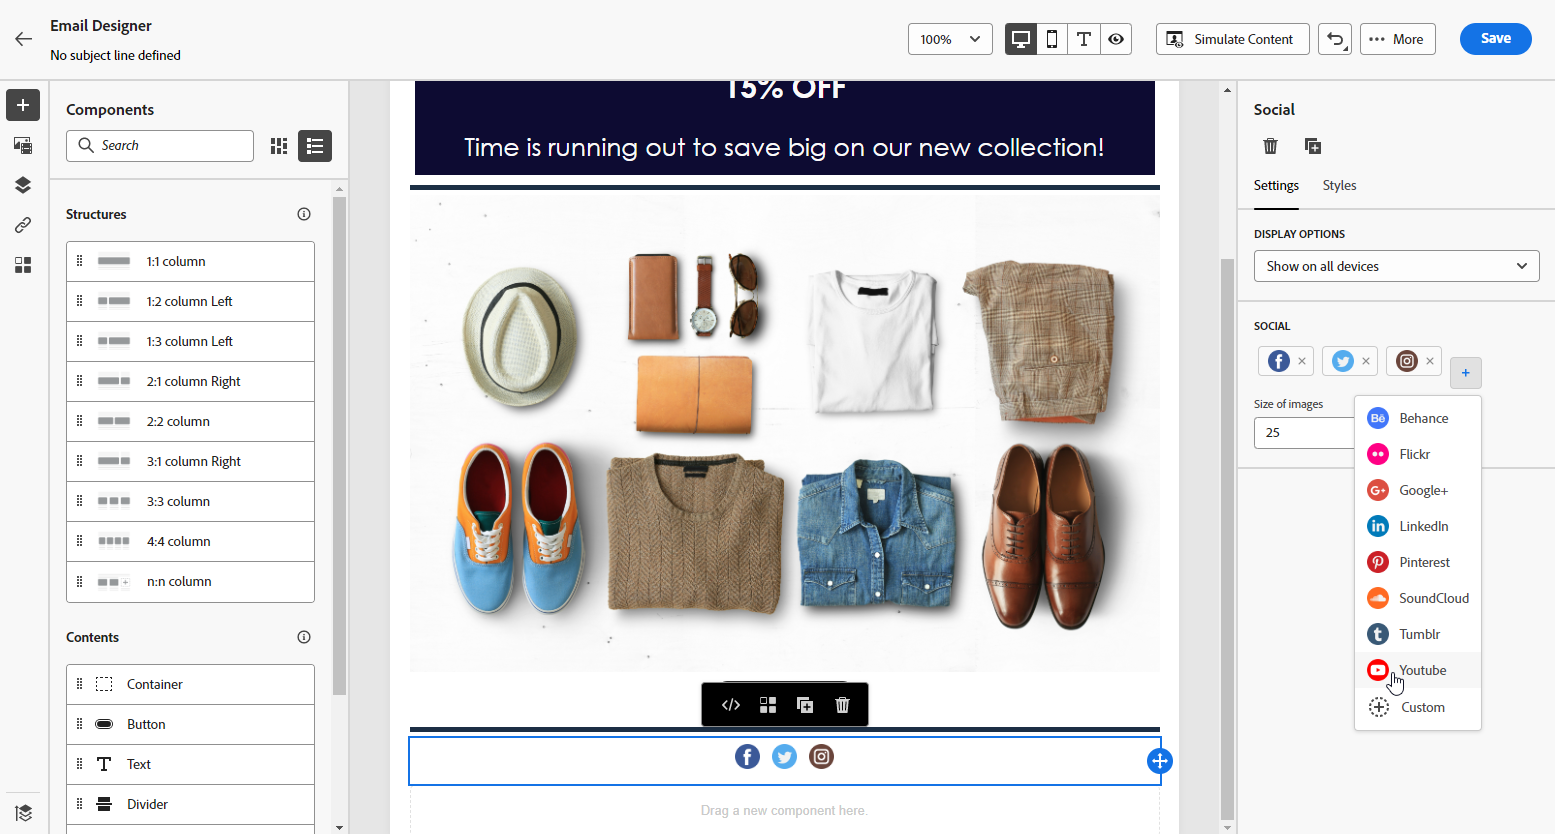 Email Designer
No subject line defined
100%
Simulate Content
More
Save
Components
Search
Structures
1:1 column
1:2 column Left
1:3 column Left
2:1 column Right
2:2 column
3:1 column Right
3:3 column
4:4 column
n:n column
Contents
Container
Button
Text
Divider
15% OFF
Time is running out to save big on our new collection!
Drag a new component here.
Social
Settings
Styles
DISPLAY OPTIONS
Show on all devices
SOCIAL
Size of images
25
Behance
Flickr
Google+
LinkedIn
Pinterest
SoundCloud
Tumblr
Youtube
Custom